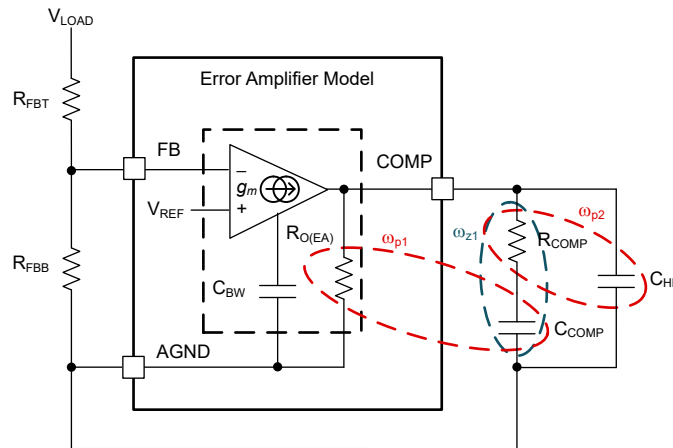 VLOAD
Error Amplifier Model
RFBT
FB
COMP
gm
−
+
VREF
RO(EA)
ωp1
ωz1
ωp2
RCOMP
RFBB
CBW
CHF
CCOMP
AGND